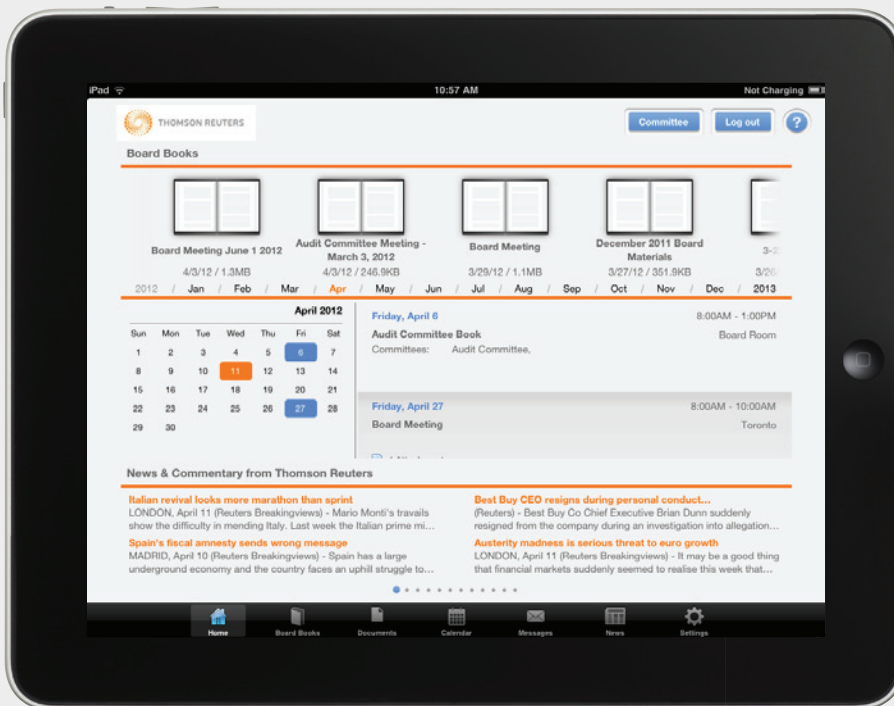 iPad
10:57 AM
Not Charging
THOMSON REUTERS
Committee
Log out
?
Board Books
Board Meeting June 1 2012
4/3/12 / 1.3MB
Audit Committee Meeting -
March 3, 2012
4/3/12 / 246.9KB
Board Meeting
3/29/12 / 1.1MB
December 2011 Board
Materials
3/27/12 / 351.9KB
2012 / Jan / Feb / Mar / Apr / May / Jun / Jul / Aug / Sep / Oct / Nov / Dec / 2013
April 2012
Sun Mon Tue Wed Thu Fri Sat
1 2 3 4 5 6 7
8 9 10 11 12 13 14
15 16 17 18 19 20 21
22 23 24 25 26 27 28
29 30
Friday, April 6
8:00AM - 1:00PM
Audit Committee Book
Board Room
Committees: Audit Committee,
Friday, April 27
8:00AM - 10:00AM
Board Meeting
Toronto
News & Commentary from Thomson Reuters
Italian revival looks more marathon than sprint
LONDON, April 11 (Reuters Breakingviews) - Mario Monti's travails
show the difficulty in mending Italy. Last week the Italian prime mi...
Spain's fiscal amnesty sends wrong message
MADRID, April 10 (Reuters Breakingviews) - Spain has a large
underground economy and the country faces an uphill struggle to...
Best Buy CEO resigns during personal conduct...
(Reuters) - Best Buy Co Chief Executive Brian Dunn suddenly
resigned from the company during an investigation into allegation...
Austerity madness is serious threat to euro growth
LONDON, April 11 (Reuters Breakingviews) - It may be a good thing
that financial markets suddenly seemed to realise this week that...
Home
Board Books
Documents
Calendar
Messages
News
Settings